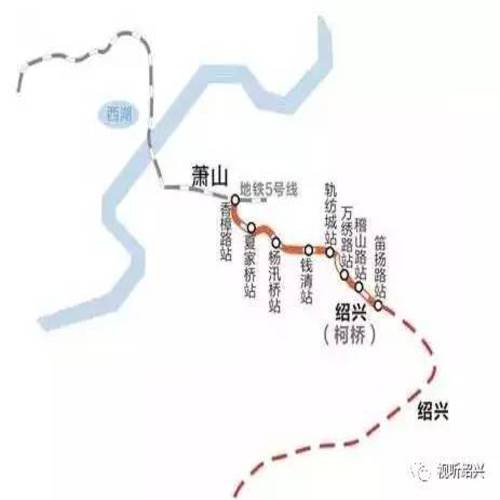 西湖
萧山
地铁5号线
香樟路站
夏家桥站
杨汛桥站
钱清站
轨纺城站
万绣路站
稽山路站
笛扬路站
绍兴
（柯桥）
绍兴
视听绍兴